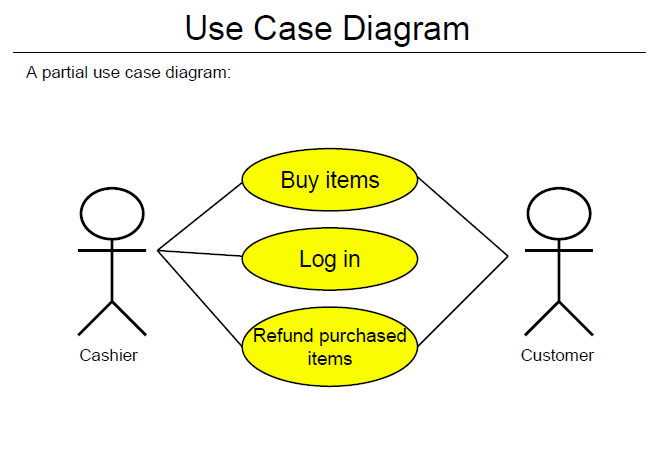 Use Case Diagram
A partial use case diagram:
Buy items
Log in
Refund purchased
items
Cashier
Customer